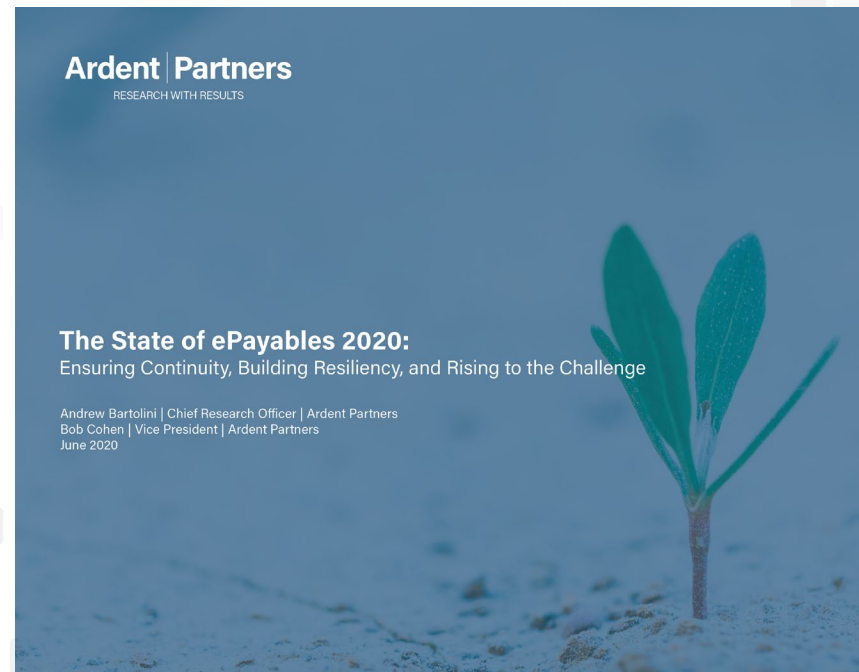 Ardent | Partners
RESEARCH WITH RESULTS
The State of ePayables 2020:
Ensuring Continuity, Building Resiliency, and Rising to the Challenge
Andrew Bartolini | Chief Research Officer | Ardent Partners
Bob Cohen | Vice President | Ardent Partners
June 2020